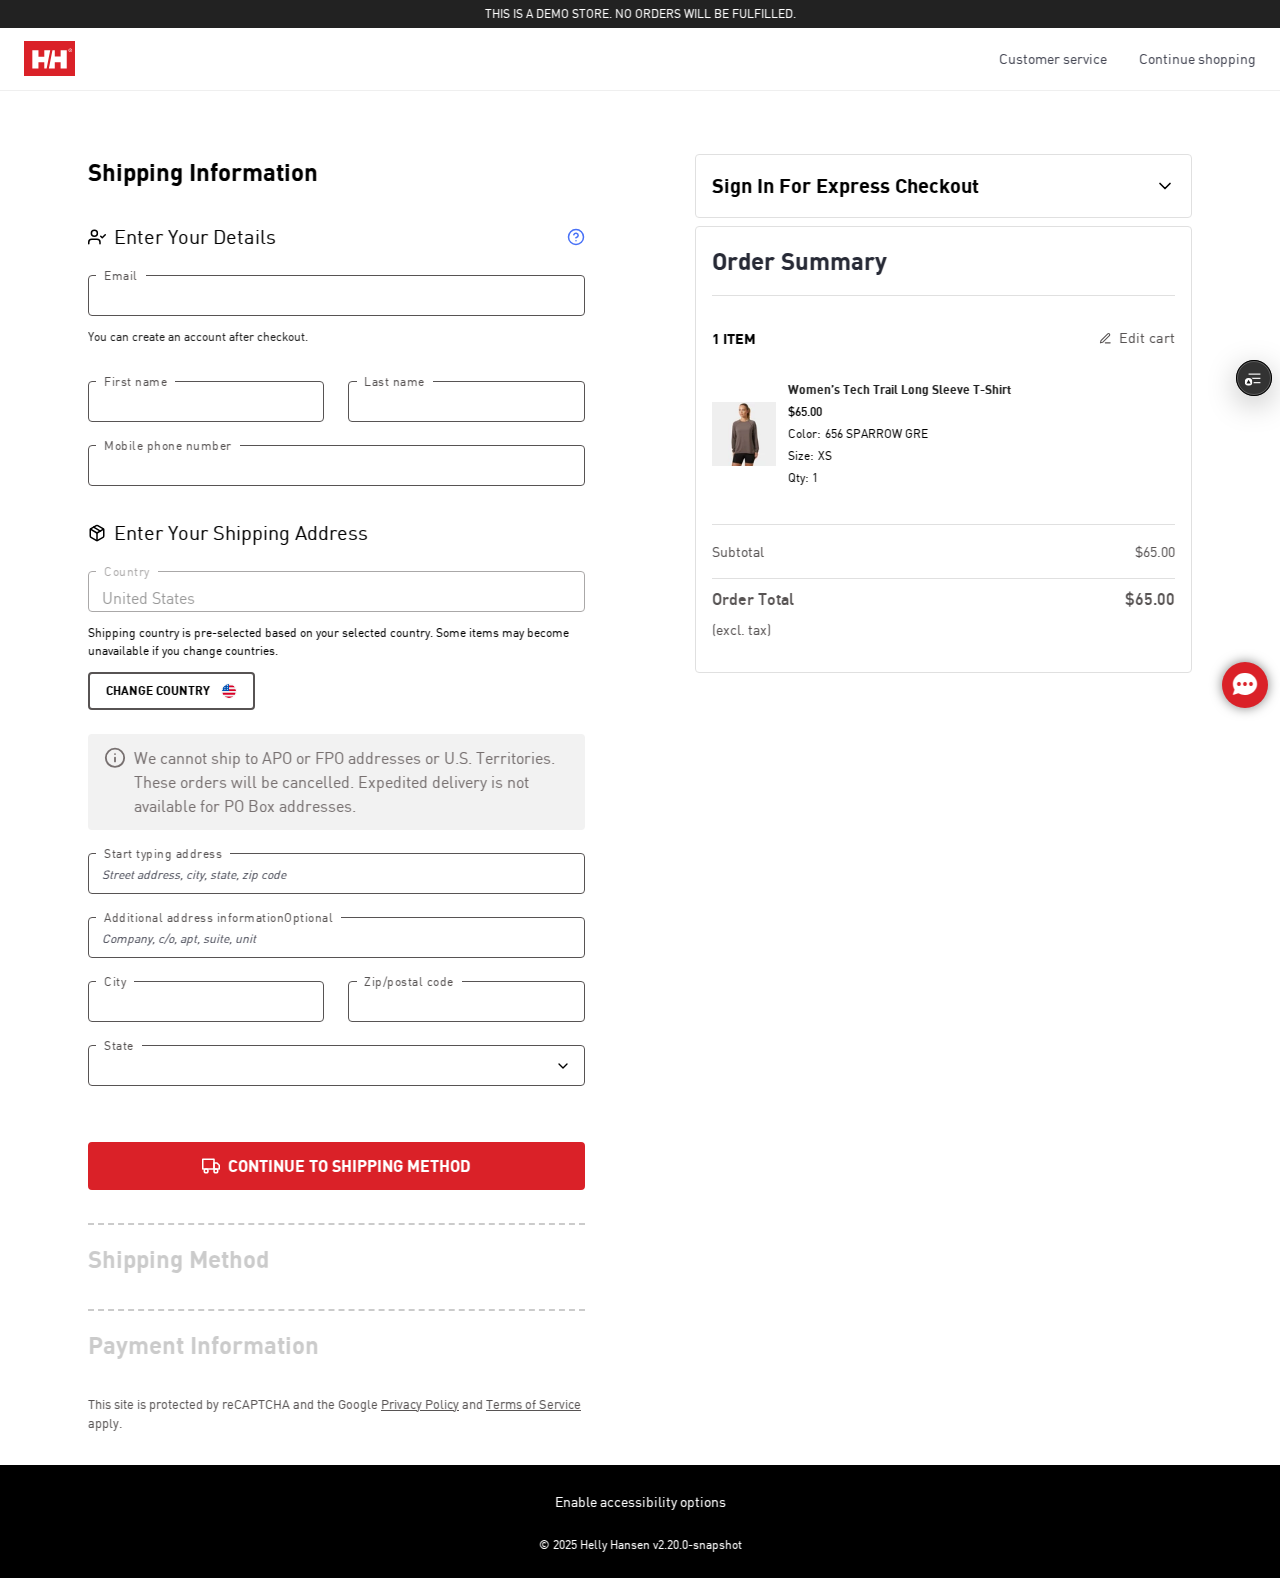 THIS IS A DEMO STORE. NO ORDERS WILL BE FULFILLED.
HH
Customer service
Continue shopping
Shipping Information
Enter Your Details
Email
You can create an account after checkout.
First name
Last name
Mobile phone number
Enter Your Shipping Address
Country
United States
Shipping country is pre-selected based on your selected country. Some items may become
unavailable if you change countries.
CHANGE COUNTRY
We cannot ship to APO or FPO addresses or U.S. Territories.
These orders will be cancelled. Expedited delivery is not
available for PO Box addresses.
Start typing address
Street address, city, state, zip code
Additional address informationOptional
Company, c/o, apt, suite, unit
City
Zip/postal code
State
CONTINUE TO SHIPPING METHOD
Shipping Method
Payment Information
This site is protected by reCAPTCHA and the Google Privacy Policy and Terms of Service
apply.
Sign In For Express Checkout
Order Summary
1 ITEM
Edit cart
Women's Tech Trail Long Sleeve T-Shirt
$65.00
Color: 656 SPARROW GRE
Size: XS
Qty: 1
Subtotal $65.00
Order Total $65.00
(excl. tax)
Enable accessibility options
© 2025 Helly Hansen v2.20.0-snapshot